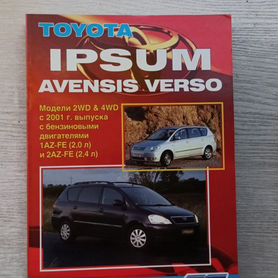 TOYOTA
IPSUM
AVENSIS VERSO
Модели 2WD & 4WD
с 2001 г. выпуска
с бензиновыми
двигателями
1AZ-FE (2,0 л)
и 2AZ-FE (2,4 л)